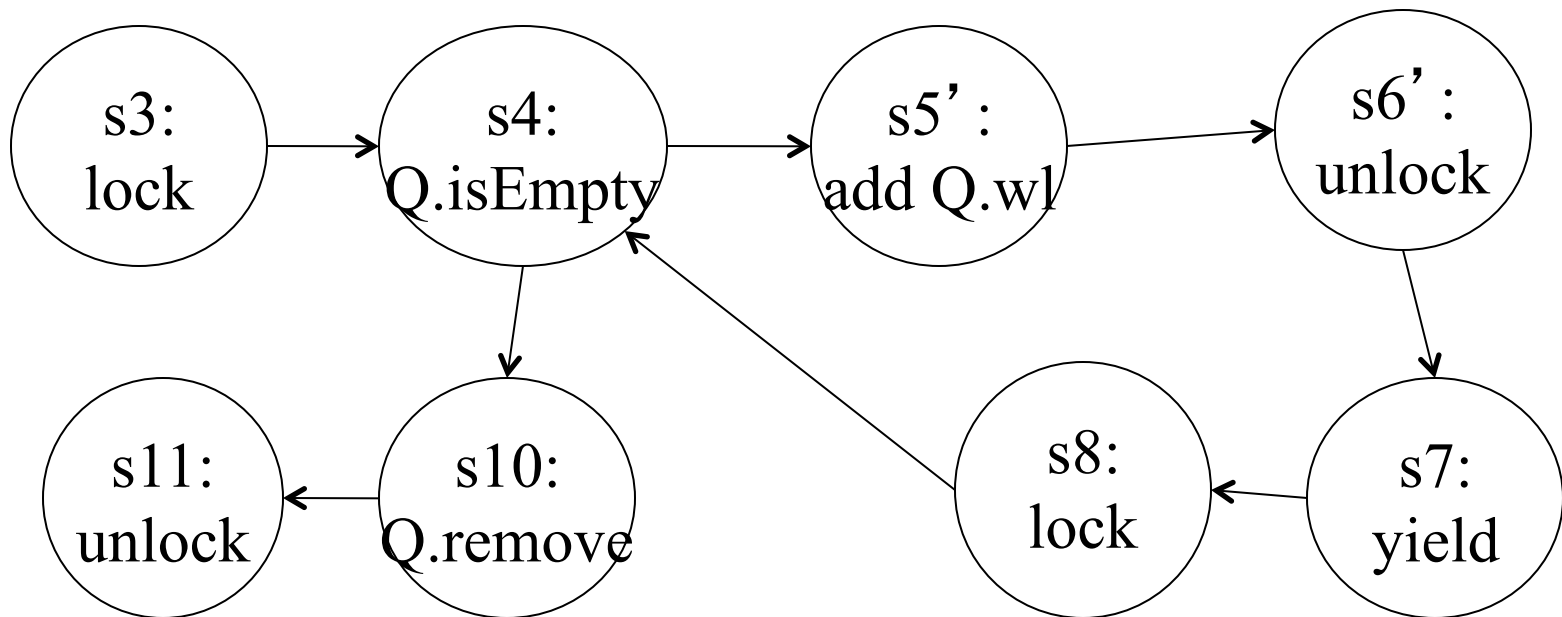 s3:
lock
s4:
Q.isEmpty
s5’ :
add Q.wl
s6’ :
unlock
s11:
unlock
s10:
Q.remove
s8:
lock
s7:
yield